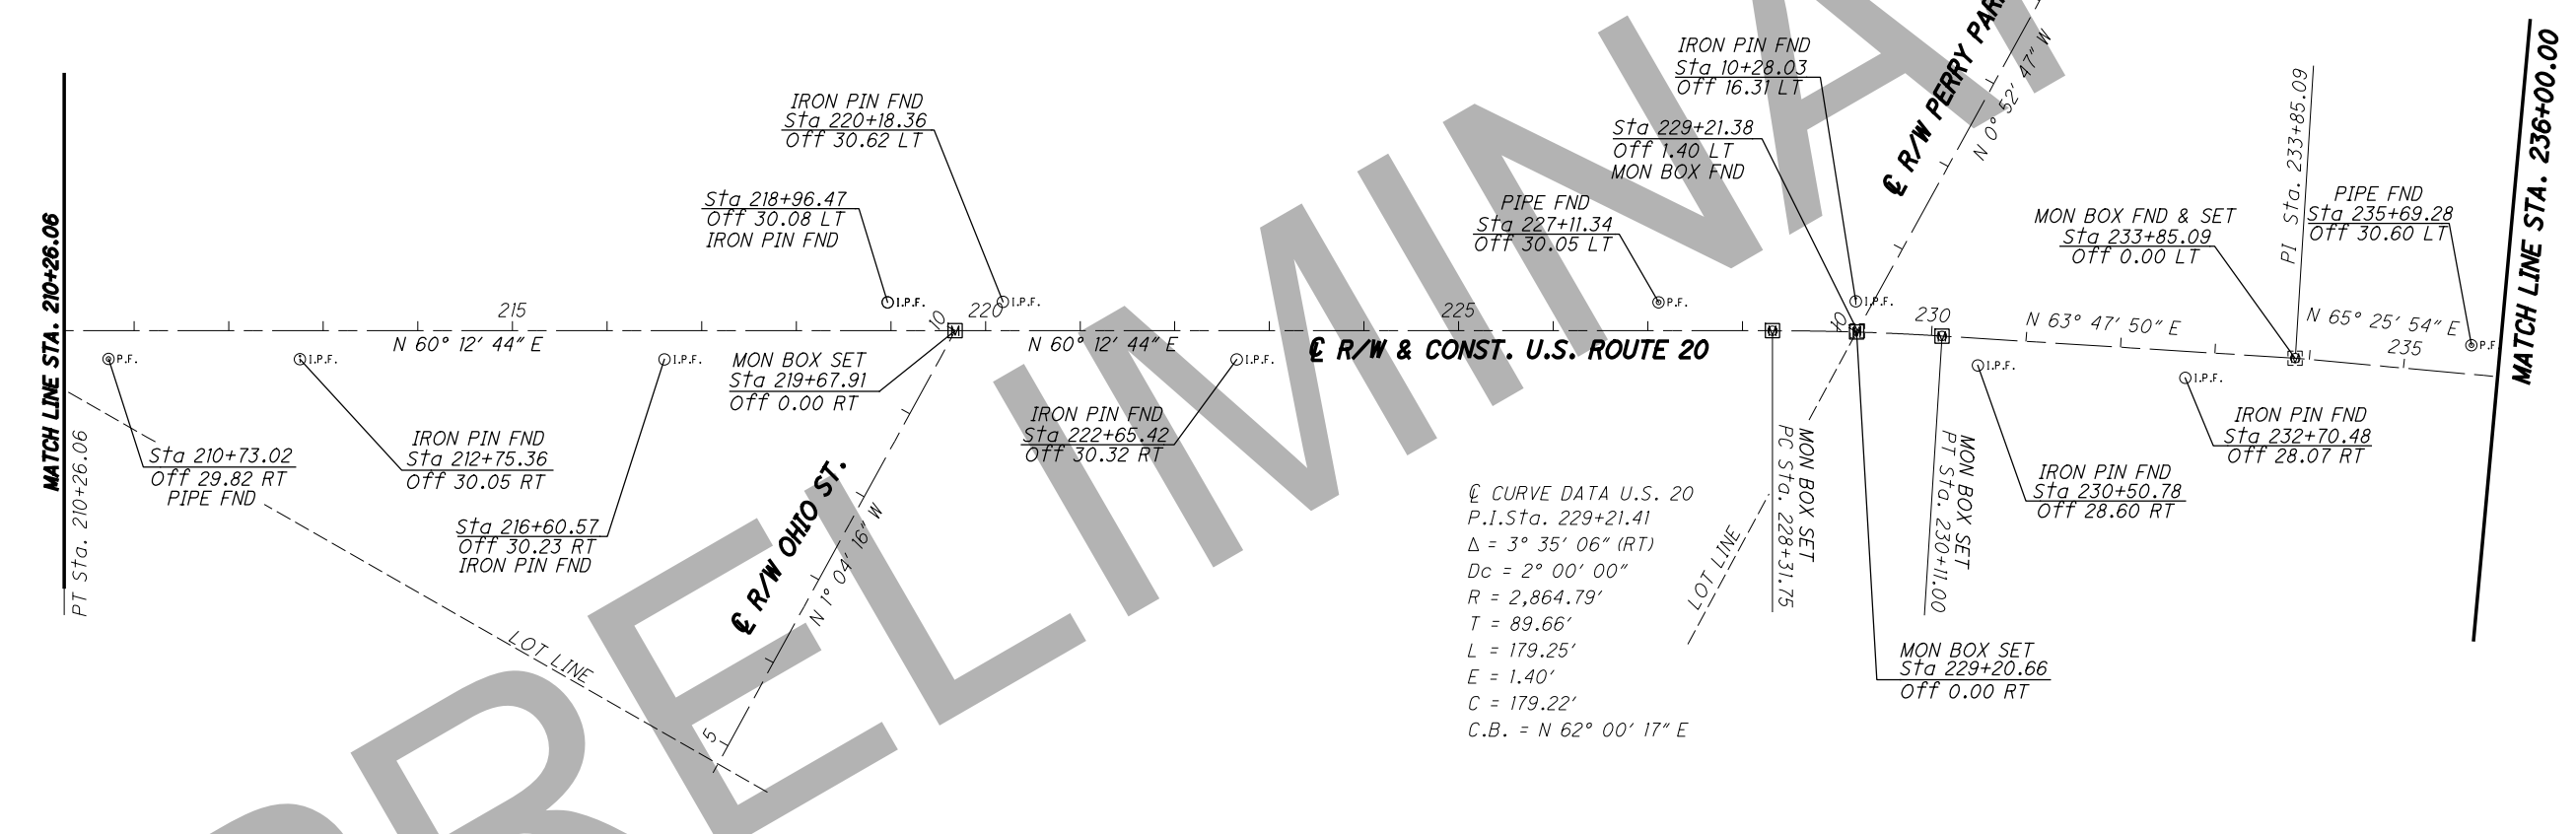 MATCH LINE STA. 210+26.06
PT Sta. 210+26.06
P.F.
Sta 210+73.02
Off 29.82 RT
PIPE FND
I.P.F.
IRON PIN FND
Sta 212+75.36
Off 30.05 RT
215
N 60° 12′ 44″ E
I.P.F.
Sta 216+60.57
Off 30.23 RT
IRON PIN FND
LOT LINE
Sta 218+96.47
Off 30.08 LT
IRON PIN FND
I.P.F.
IRON PIN FND
Sta 220+18.36
Off 30.62 LT
I.P.F.
10
M
220
MON BOX SET
Sta 219+67.91
Off 0.00 RT
℄ R/W OHIO ST.
N 1° 04′ 16″ W
5
N 60° 12′ 44″ E
I.P.F.
IRON PIN FND
Sta 222+65.42
Off 30.32 RT
225
℄ R/W & CONST. U.S. ROUTE 20
PIPE FND
Sta 227+11.34
Off 30.05 LT
P.F.
IRON PIN FND
Sta 10+28.03
Off 16.31 LT
Sta 229+21.38
Off 1.40 LT
MON BOX FND
I.P.F.
℄ R/W PERRY PAR
N 0° 52′ 47″ W
M
10
M
230
M
℄ CURVE DATA U.S. 20
P.I.Sta. 229+21.41
Δ = 3° 35′ 06″ (RT)
Dc = 2° 00′ 00″
R = 2,864.79′
T = 89.66′
L = 179.25′
E = 1.40′
C = 179.22′
C.B. = N 62° 00′ 17″ E
LOT LINE
MON BOX SET
PC Sta. 228+31.75
MON BOX SET
PT Sta. 230+11.00
MON BOX SET
Sta 229+20.66
Off 0.00 RT
I.P.F.
IRON PIN FND
Sta 230+50.78
Off 28.60 RT
N 63° 47′ 50″ E
I.P.F.
IRON PIN FND
Sta 232+70.48
Off 28.07 RT
MON BOX FND & SET
Sta 233+85.09
Off 0.00 LT
PI Sta. 233+85.09
PIPE FND
Sta 235+69.28
Off 30.60 LT
N 65° 25′ 54″ E
235
P.F
MATCH LINE STA. 236+00.00
PRELIMINA